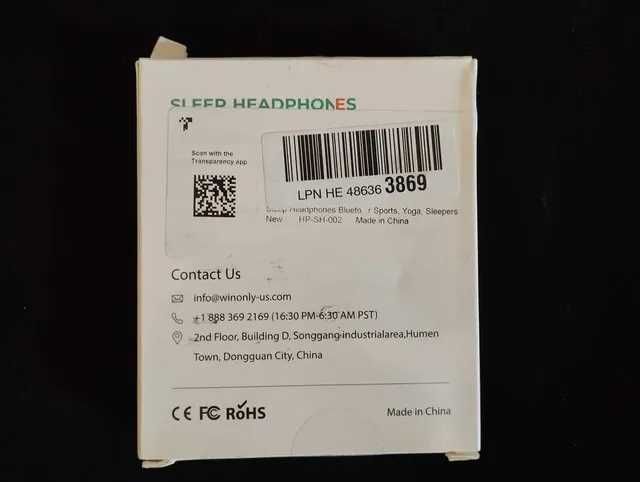 SLEEP HEADPHONES
Scan with the
Transparency app
LPN HE 48636 3869
Sleep Headphones Blueto r Sports, Yoga, Sleepers
New HP-SH-002 Made in China
Contact Us
info@winonly-us.com
+1 888 369 2169 (16:30 PM-6:30 AM PST)
2nd Floor, Building D, Songgang-industrialarea,Humen
Town, Dongguan City, China
CE FC RoHS
Made in China